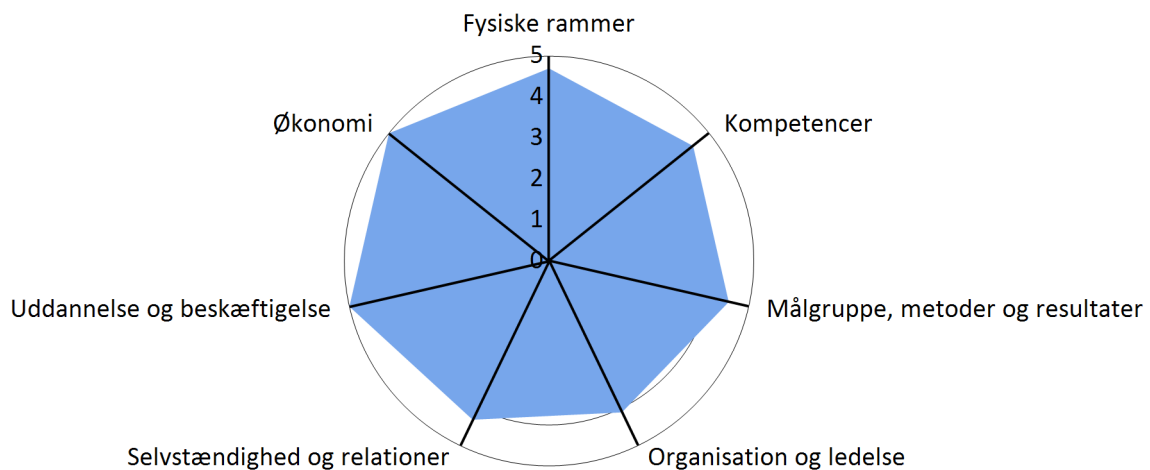 Fysiske rammer
5
4
3
2
1
0
Økonomi
Kompetencer
Uddannelse og beskæftigelse
Målgruppe, metoder og resultater
Selvstændighed og relationer
Organisation og ledelse